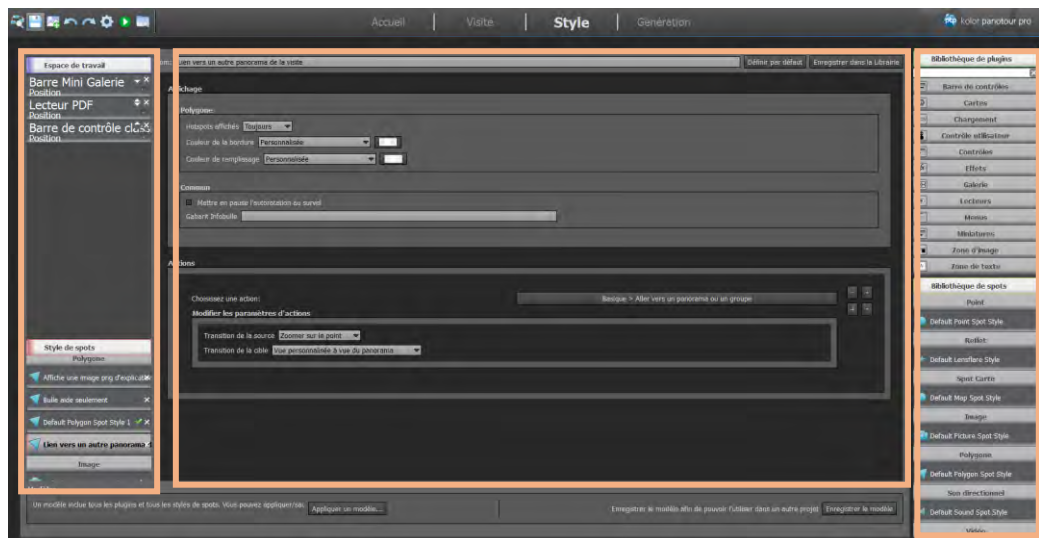 Accueil
Visite
Style
Génération
kolor panotour pro
Espace de travail
Barre Mini Galerie
Position
Lecteur PDF
Position
Barre de contrôle class
Position
Style de spots
Polygone
Affiche une image png d'explicat
Bulle aide seulement
Default Polygon Spot Style 1
Lien vers un autre panorama d
Image
Lien vers un autre panorama de la visite
Définir par défaut
Enregistrer dans la Librairie
Affichage
Polygone
Hotspots affichés
Toujours
Couleur de la bordure
Personnalisée
Couleur de remplissage
Personnalisée
Commun
Mettre en pause l'autorotation au survol
Gabarit Infobulle
Actions
Choisissez une action:
Basique > Aller vers un panorama ou un groupe
Modifier les paramètres d'actions
Transition de la source
Zoomer sur le point
Transition de la cible
Vue personnalisée à vue du panorama
Un modèle inclue tous les plugins et tous les styles de spots. Vous pouvez appliquer/sau
Appliquer un modèle...
Enregistrer le modèle afin de pouvoir l'utiliser dans un autre projet
Enregistrer le modèle
Bibliothèque de plugins
Barre de contrôles
Cartes
Chargement
Contrôle utilisateur
Contrôles
Effets
Galerie
Lecteurs
Menus
Miniatures
Zone d'image
Zone de texte
Bibliothèque de spots
Point
Default Point Spot Style
Reflet
Default Lensflare Style
Spot Carte
Default Map Spot Style
Image
Default Picture Spot Style
Polygone
Default Polygon Spot Style
Son directionnel
Default Sound Spot Style
Vidéo